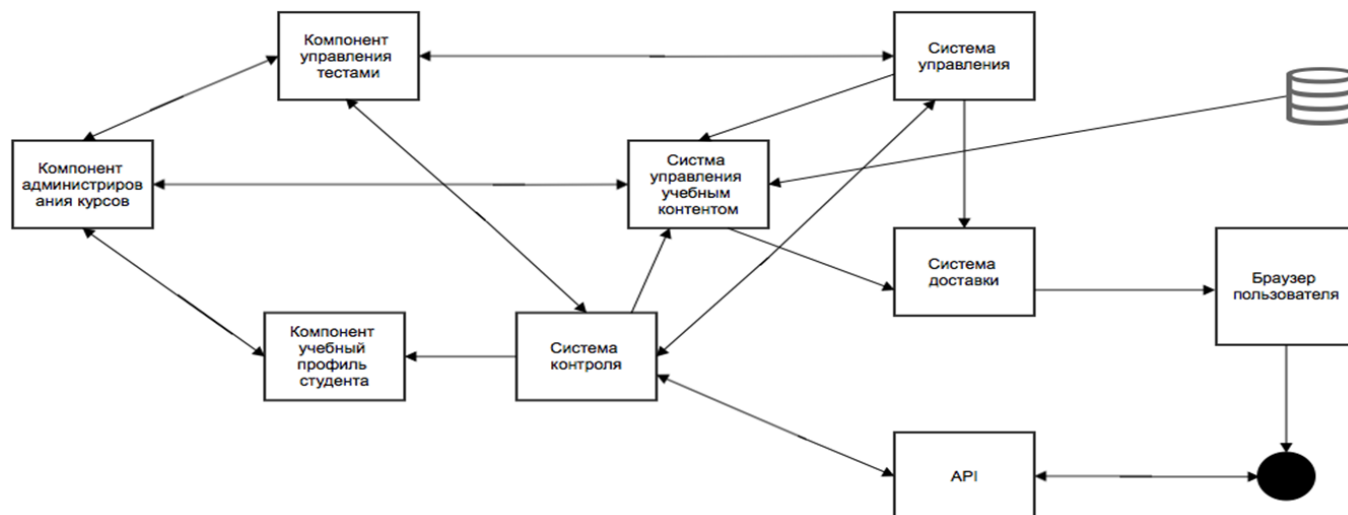 Компонент
управления
тестами
Система
управления
Компонент
администриров
ания курсов
Систма
управления
учебным
контентом
Система
доставки
Браузер
пользователя
Компонент
учебный
профиль
студента
Система
контроля
API